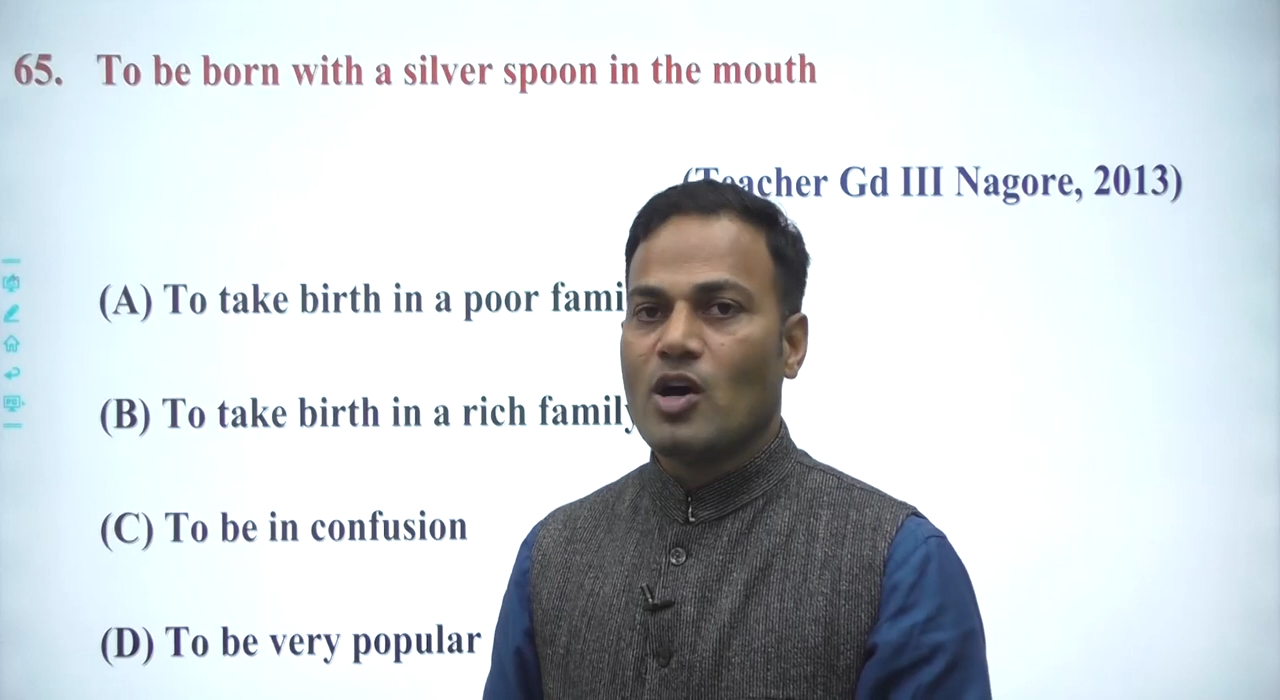 65. To be born with a silver spoon in the mouth
(Teacher Gd III Nagore, 2013)
(A) To take birth in a poor fami
(B) To take birth in a rich family
(C) To be in confusion
(D) To be very popular